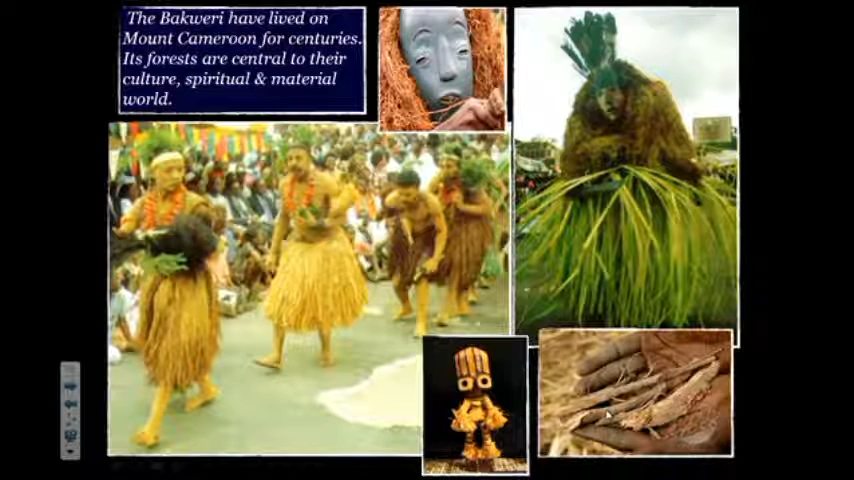 The Bakweri have lived on
Mount Cameroon for centuries.
Its forests are central to their
culture, spiritual & material
world.